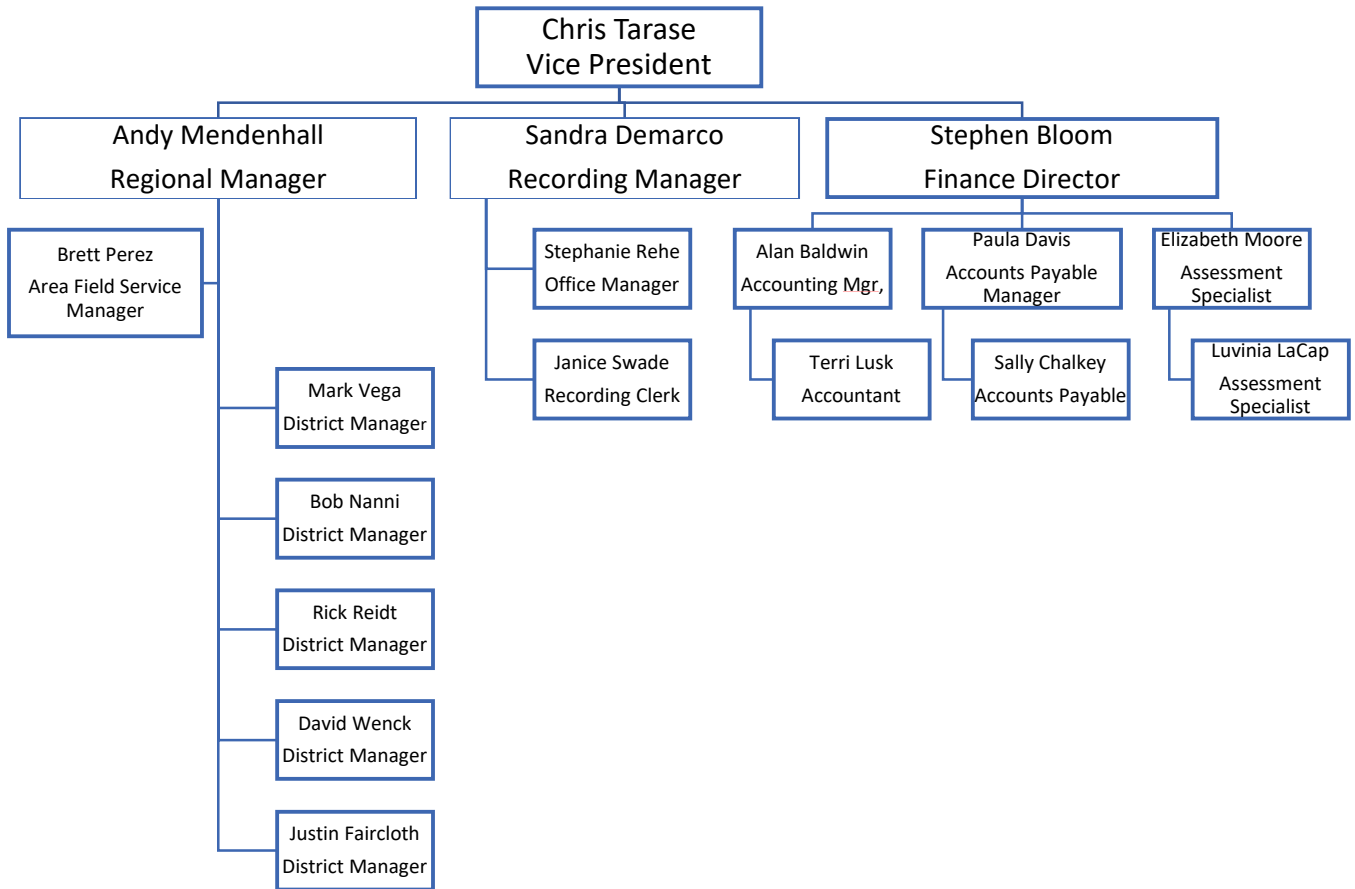 Chris Tarase
Vice President
Andy Mendenhall
Regional Manager
Sandra Demarco
Recording Manager
Stephen Bloom
Finance Director
Brett Perez
Area Field Service
Manager
Mark Vega
District Manager
Bob Nanni
District Manager
Rick Reidt
District Manager
David Wenck
District Manager
Justin Faircloth
District Manager
Stephanie Rehe
Office Manager
Janice Swade
Recording Clerk
Alan Baldwin
Accounting Mgr,
Terri Lusk
Accountant
Paula Davis
Accounts Payable
Manager
Sally Chalkey
Accounts Payable
Elizabeth Moore
Assessment
Specialist
Luvinia LaCap
Assessment
Specialist